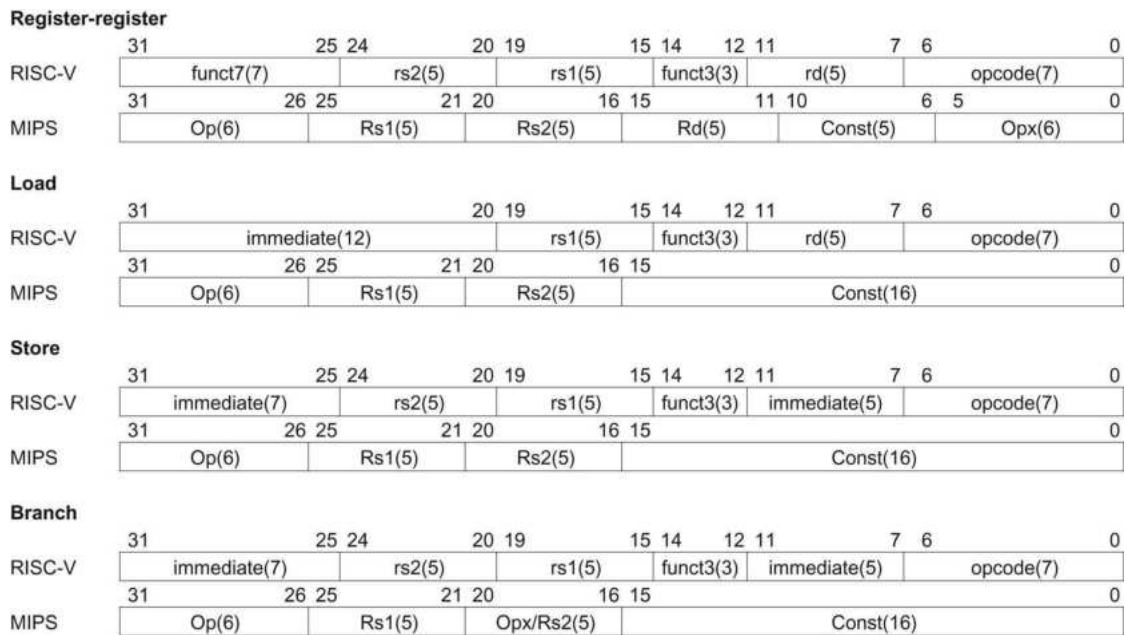 Register-register
31 25 24 20 19 15 14 12 11 7 6 0
RISC-V funct7(7) rs2(5) rs1(5) funct3(3) rd(5) opcode(7)
31 26 25 21 20 16 15 11 10 6 5 0
MIPS Op(6) Rs1(5) Rs2(5) Rd(5) Const(5) Opx(6)
Load
31 20 19 15 14 12 11 7 6 0
RISC-V immediate(12) rs1(5) funct3(3) rd(5) opcode(7)
31 26 25 21 20 16 15 0
MIPS Op(6) Rs1(5) Rs2(5) Const(16)
Store
31 25 24 20 19 15 14 12 11 7 6 0
RISC-V immediate(7) rs2(5) rs1(5) funct3(3) immediate(5) opcode(7)
31 26 25 21 20 16 15 0
MIPS Op(6) Rs1(5) Rs2(5) Const(16)
Branch
31 25 24 20 19 15 14 12 11 7 6 0
RISC-V immediate(7) rs2(5) rs1(5) funct3(3) immediate(5) opcode(7)
31 26 25 21 20 16 15 0
MIPS Op(6) Rs1(5) Opx/Rs2(5) Const(16)